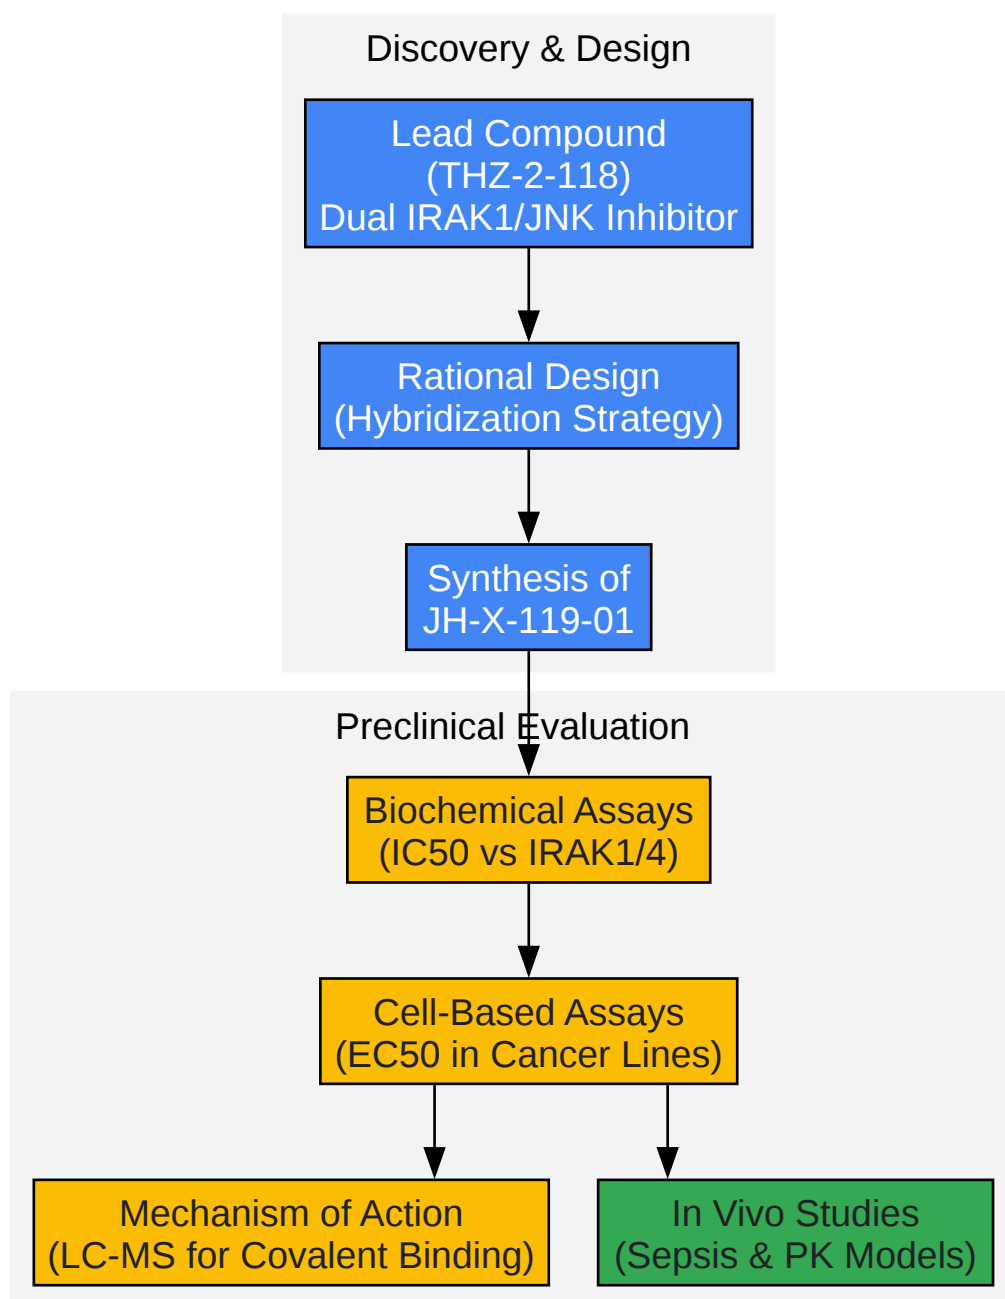 Discovery & Design
Lead Compound
(THZ-2-118)
Dual IRAK1/JNK Inhibitor
Rational Design
(Hybridization Strategy)
Synthesis of
JH-X-119-01
Preclinical Evaluation
Biochemical Assays
(IC50 vs IRAK1/4)
Cell-Based Assays
(EC50 in Cancer Lines)
Mechanism of Action
(LC-MS for Covalent Binding)
In Vivo Studies
(Sepsis & PK Models)